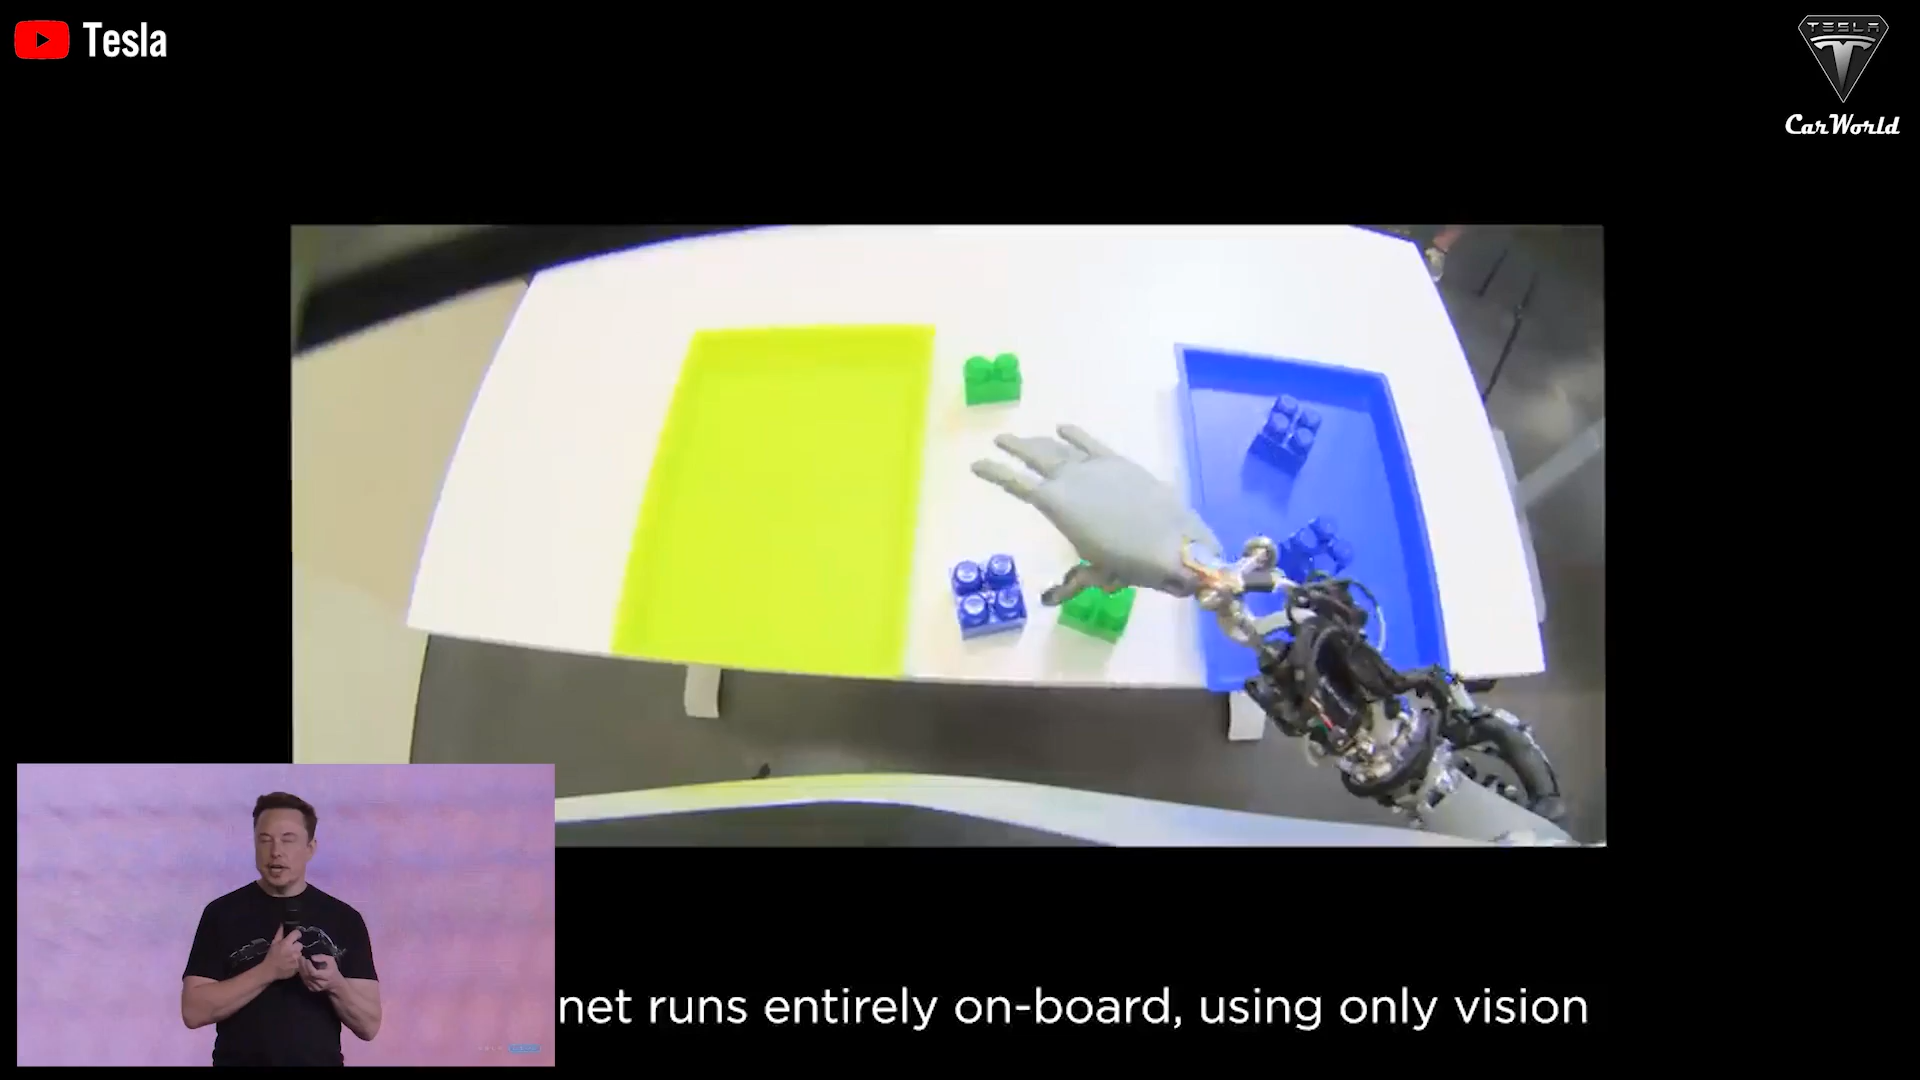 Tesla
TESLA
CarWorld
net runs entirely on-board, using only vision